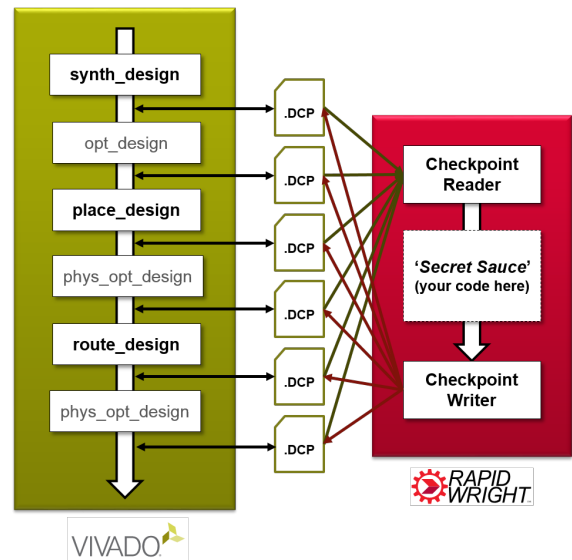 synth_design
opt_design
place_design
phys_opt_design
route_design
phys_opt_design
.DCP
.DCP
.DCP
.DCP
.DCP
.DCP
Checkpoint
Reader
‘Secret Sauce’
(your code here)
Checkpoint
Writer
VIVADO
RAPID
WRIGHT